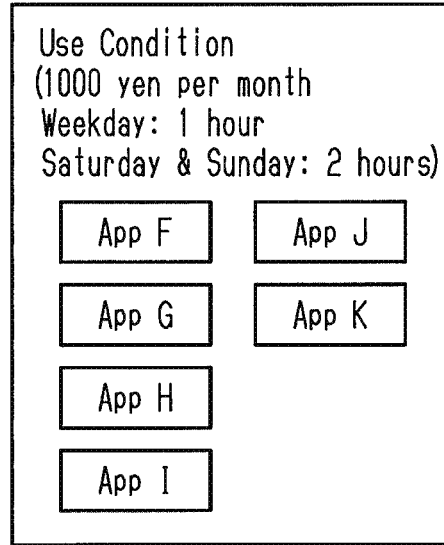 Use Condition
(1000 yen per month
Weekday: 1 hour
Saturday & Sunday: 2 hours)
App F
App J
App G
App K
App H
App I